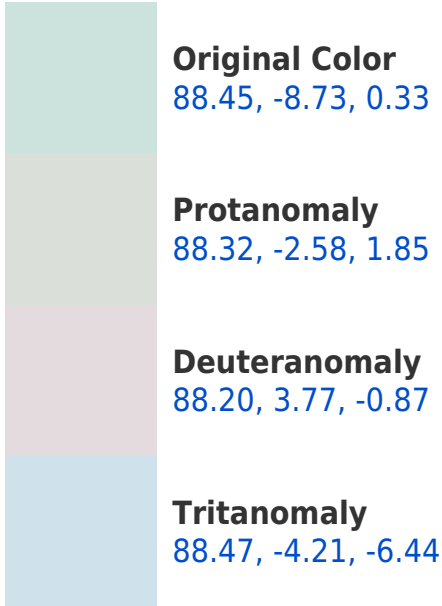 Original Color
88.45, -8.73, 0.33
Protanomaly
88.32, -2.58, 1.85
Deuteranomaly
88.20, 3.77, -0.87
Tritanomaly
88.47, -4.21, -6.44